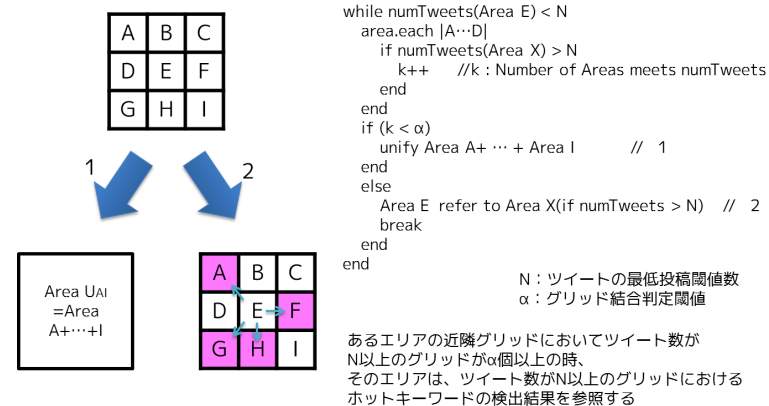 A B C
D E F
G H I
1
2
Area UAI
=Area
A+…+I
A B C
D E F
G H I
while numTweets(Area E) < N
area.each |A…D|
if numTweets(Area X) > N
k++ //k : Number of Areas meets numTweets
end
end
if (k < α)
unify Area A+ … + Area I // 1
end
else
Area E refer to Area X(if numTweets > N) // 2
break
end
end
N：ツイートの最低投稿閾値数
α：グリッド結合判定閾値
あるエリアの近隣グリッドにおいてツイート数が
N以上のグリッドがα個以上の時、
そのエリアは、ツイート数がN以上のグリッドにおける
ホットキーワードの検出結果を参照する